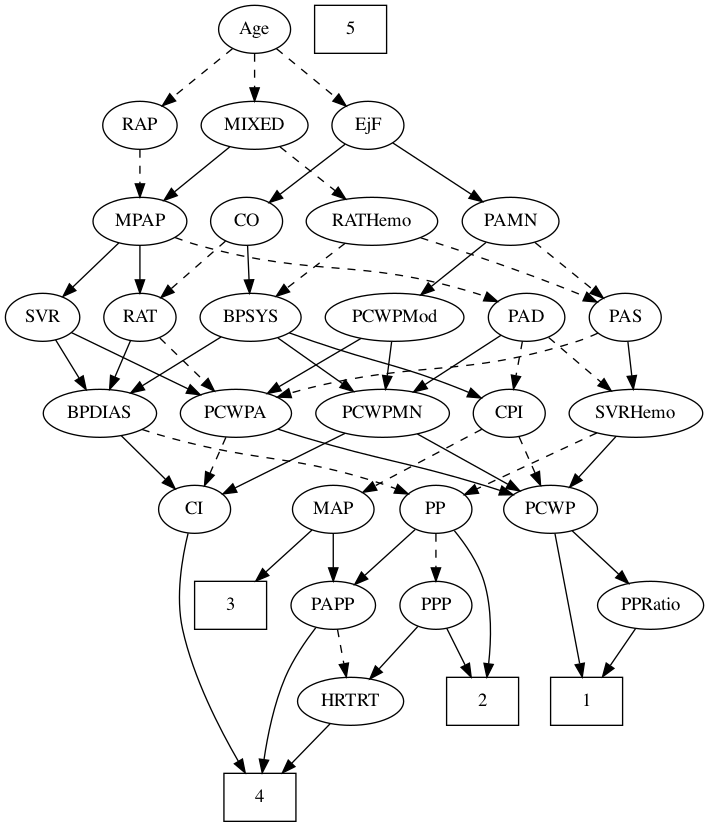 Age 5
RAP MIXED EjF
MPAP CO RATHemo PAMN
SVR RAT BPSYS PCWPMod PAD PAS
BPDIAS PCWPA PCWPMN CPI SVRHemo
CI MAP PP PCWP
3 PAPP PPP PPRatio
HRTRT 2 1
4